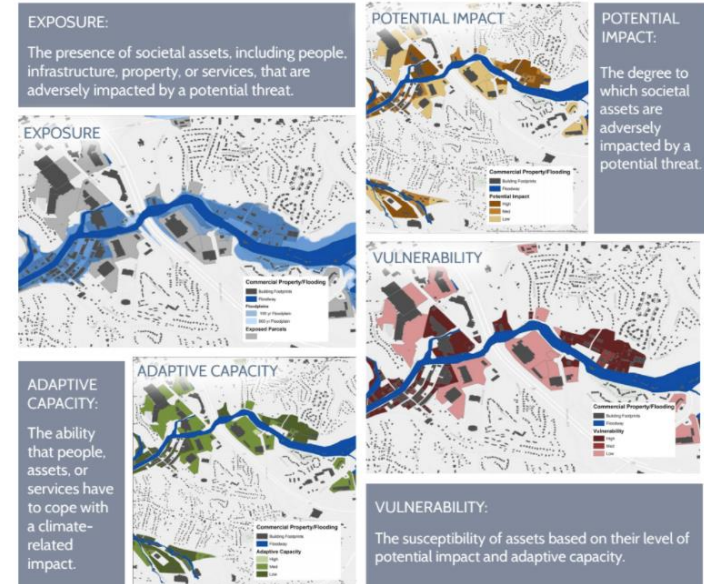 EXPOSURE:
The presence of societal assets, including people,
infrastructure, property, or services, that are
adversely impacted by a potential threat.
POTENTIAL IMPACT
Commercial Property/Flooding
Building Footprints
Floodway
Potential Impact
High
Med
Low
POTENTIAL
IMPACT:
The degree to
which societal
assets are
adversely
impacted by a
potential threat.
EXPOSURE
Commercial Property/Flooding
Building Footprints
Floodway
Floodplains
100 yr Floodplain
500 yr Floodplain
Exposed Parcels
VULNERABILITY
Commercial Property/Flooding
Building Footprints
Floodway
Vulnerability
High
Med
Low
ADAPTIVE
CAPACITY:
The ability
that people,
assets, or
services have
to cope with
a climate-
related
impact.
ADAPTIVE CAPACITY
Commercial Property/Flooding
Building Footprints
Floodway
Adaptive Capacity
High
Med
Low
VULNERABILITY:
The susceptibility of assets based on their level of
potential impact and adaptive capacity.